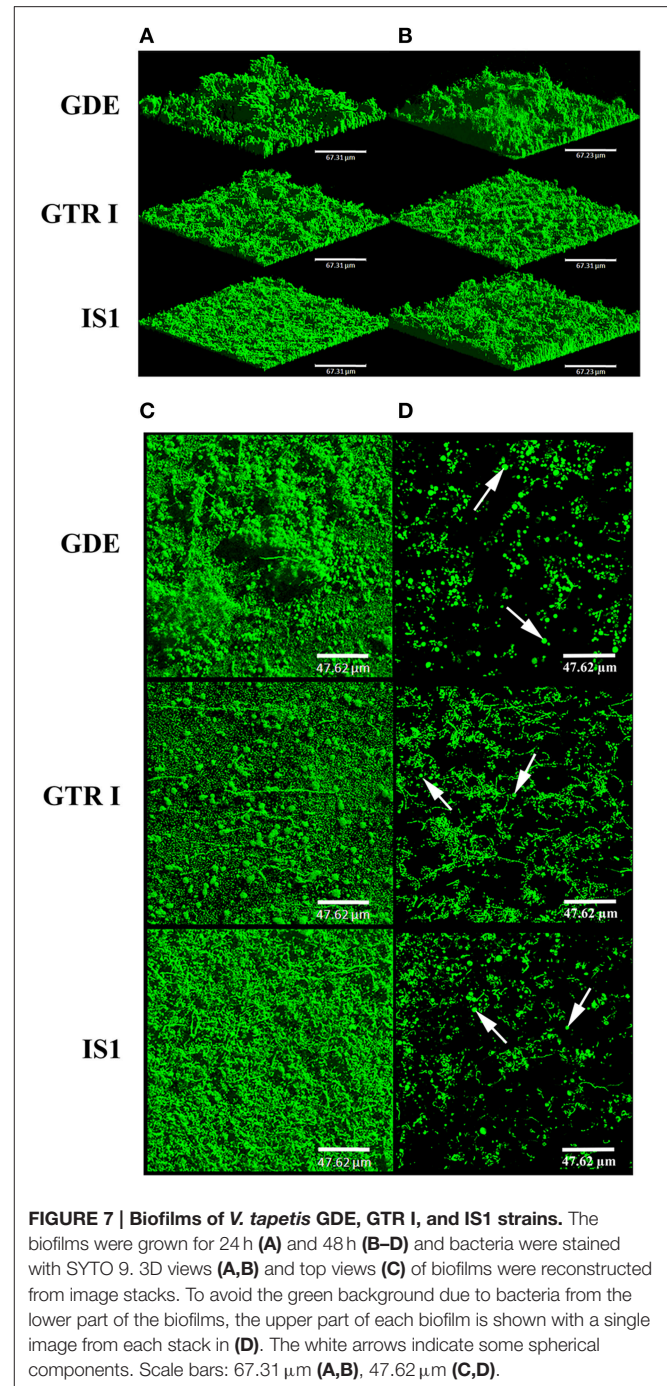 A B
GDE
67.31 µm 67.23 µm
GTR I
67.31 µm 67.31 µm
IS1
67.31 µm 67.23 µm
C D
GDE
47.62 µm 47.62 µm
GTR I
47.62 µm 47.62 µm
IS1
47.62 µm 47.62 µm
FIGURE 7 | Biofilms of V. tapetis GDE, GTR I, and IS1 strains. The
biofilms were grown for 24 h (A) and 48 h (B–D) and bacteria were stained
with SYTO 9. 3D views (A,B) and top views (C) of biofilms were reconstructed
from image stacks. To avoid the green background due to bacteria from the
lower part of the biofilms, the upper part of each biofilm is shown with a single
image from each stack in (D). The white arrows indicate some spherical
components. Scale bars: 67.31 µm (A,B), 47.62 µm (C,D).